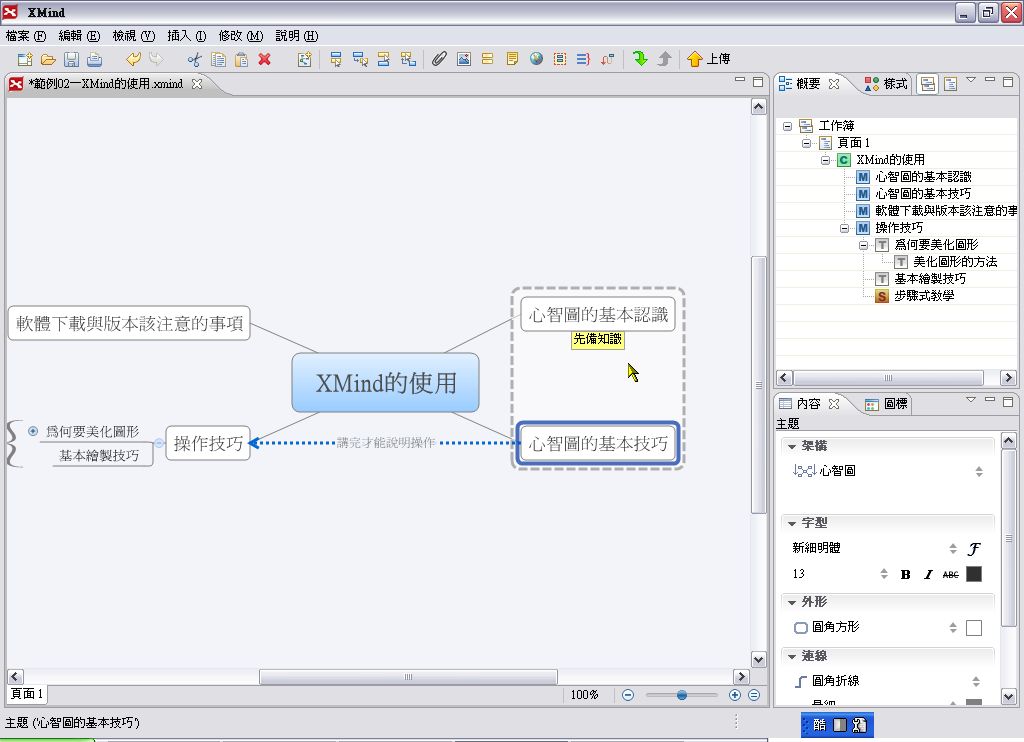 XMind
檔案 (F) 編輯 (E) 檢視 (V) 插入 (I) 修改 (M) 說明 (H)
上傳
*範例02一XMind的使用.xmind
軟體下載與版本該注意的事項
XMind的使用
心智圖的基本認識
先備知識
為何要美化圖形
基本繪製技巧
操作技巧
講完才能說明操作
心智圖的基本技巧
頁面 1
100%
主題 ('心智圖的基本技巧')
概要 樣式
工作簿
頁面 1
C XMind的使用
M 心智圖的基本認識
M 心智圖的基本技巧
M 軟體下載與版本該注意的事
M 操作技巧
T 為何要美化圖形
T 美化圖形的方法
T 基本繪製技巧
S 步驟式教學
內容 圖標
主題
架構
心智圖
字型
新細明體
13 B I ABC
外形
圓角方形
連線
圓角折線
酷